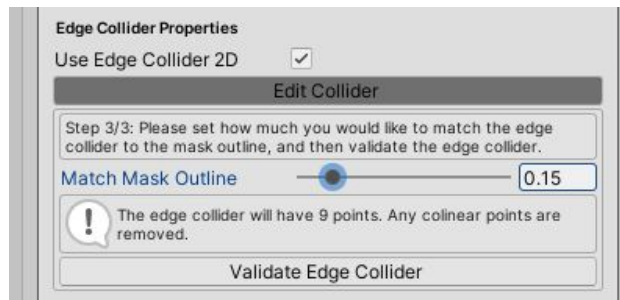 Edge Collider Properties
Use Edge Collider 2D
Edit Collider
Step 3/3: Please set how much you would like to match the edge
collider to the mask outline, and then validate the edge collider.
Match Mask Outline 0.15
The edge collider will have 9 points. Any colinear points are
removed.
Validate Edge Collider